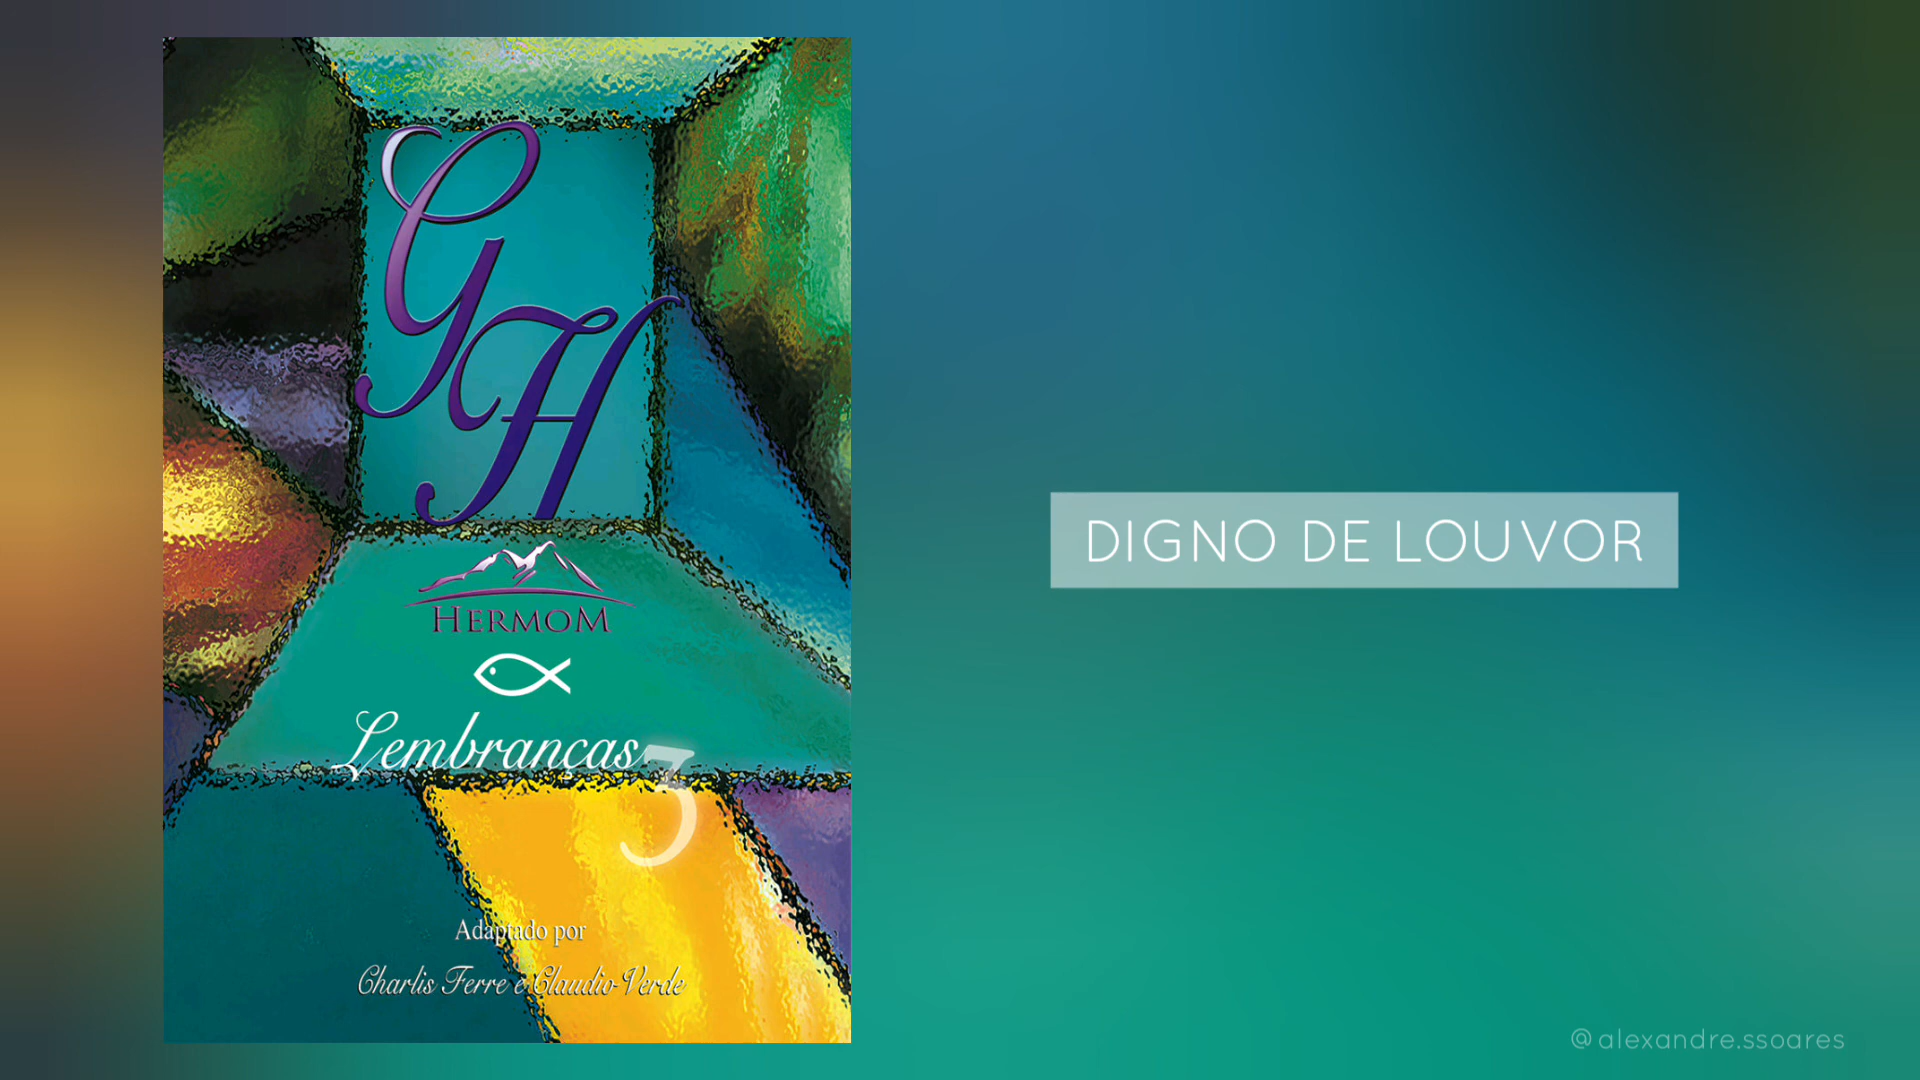 GH
HERMOM
Lembranças 3
Adaptado por
Charlis Ferre e Claudio Verde
DIGNO DE LOUVOR
@alexandre.ssoares